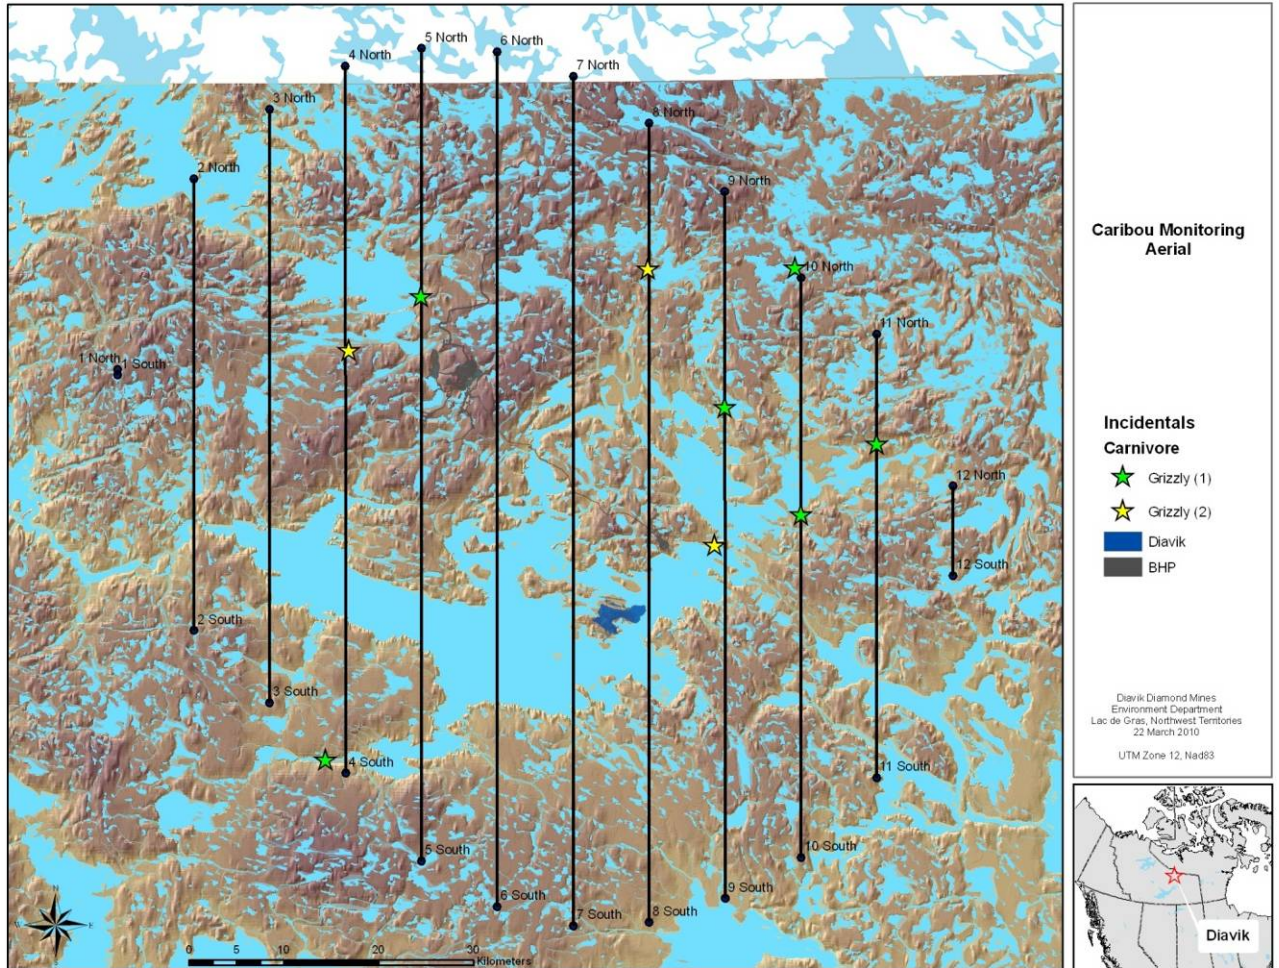 5 North
6 North
4 North
7 North
3 North
8 North
2 North
9 North
10 North
11 North
1 North
1 South
12 North
12 South
2 South
3 South
4 South
11 South
5 South
10 South
6 South
9 South
7 South
8 South
N
W
E
S
0 5 10 20 30
Kilometers
Caribou Monitoring
Aerial
Incidentals
Carnivore
Grizzly (1)
Grizzly (2)
Diavik
BHP
Diavik Diamond Mines
Environment Department
Lac de Gras, Northwest Territories
22 March 2010
UTM Zone 12, Nad83
Diavik